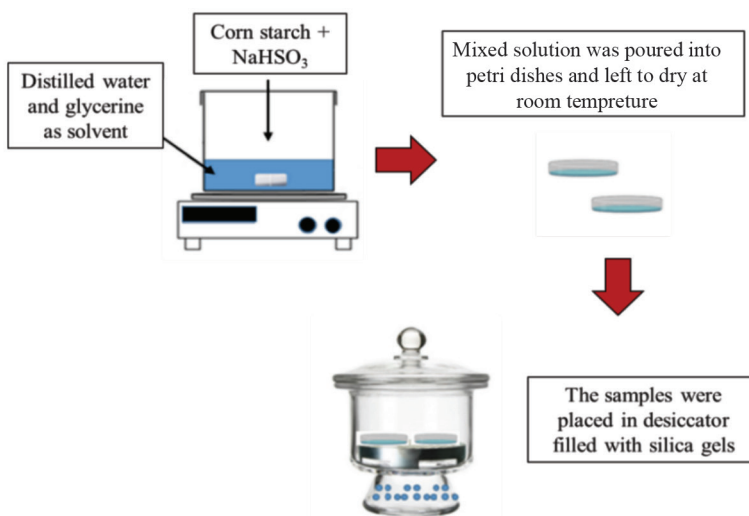 Corn starch +
NaHSO₃
Distilled water
and glycerine
as solvent
Mixed solution was poured into
petri dishes and left to dry at
room tempreture
The samples were
placed in desiccator
filled with silica gels